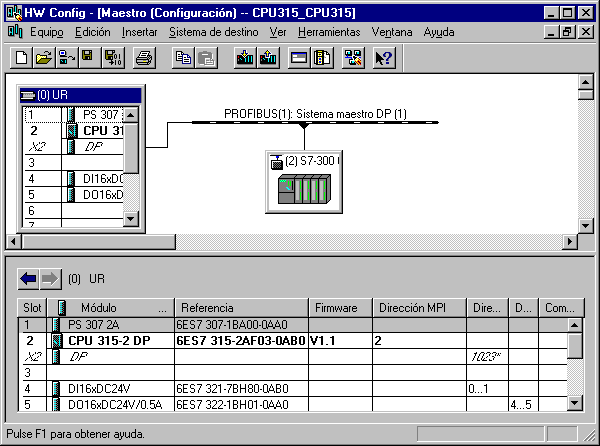 HW Config - [Maestro (Configuración) -- CPU315_CPU315]
Equipo Edición Insertar Sistema de destino Ver Herramientas Ventana Ayuda
(0) UR
1 PS 307
2 CPU 31
X2 DP
3
4 DI16xDC
5 DO16xDC
6
7
PROFIBUS(1): Sistema maestro DP (1)
(2) S7-300
(0) UR
Slot Módulo ... Referencia Firmware Dirección MPI Dire... D... Com...
1 PS 307 2A 6ES7 307-1BA00-0AA0
2 CPU 315-2 DP 6ES7 315-2AF03-0AB0 V1.1 2
X2 DP 1023*
3
4 DI16xDC24V 6ES7 321-7BH80-0AB0 0...1
5 DO16xDC24V/0.5A 6ES7 322-1BH01-0AA0 4...5
Pulse F1 para obtener ayuda.